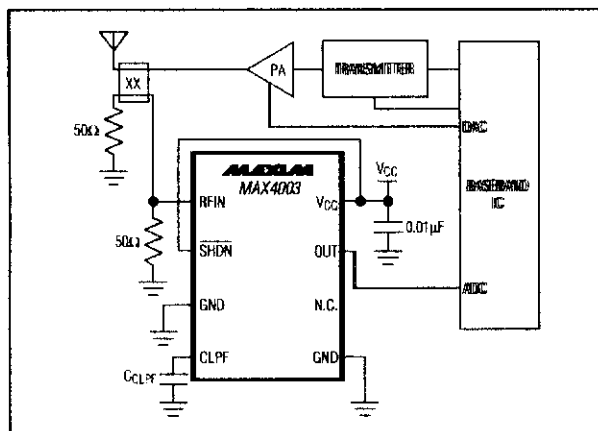 XX
PA
TRANSMITTER
50Ω
DAC
MAXIM
MAX4003
BASEBAND
IC
VCC
RFIN
VCC
0.01µF
50Ω
SHDN
OUT
ADC
GND
N.C.
CLPF
GND
CCLPF